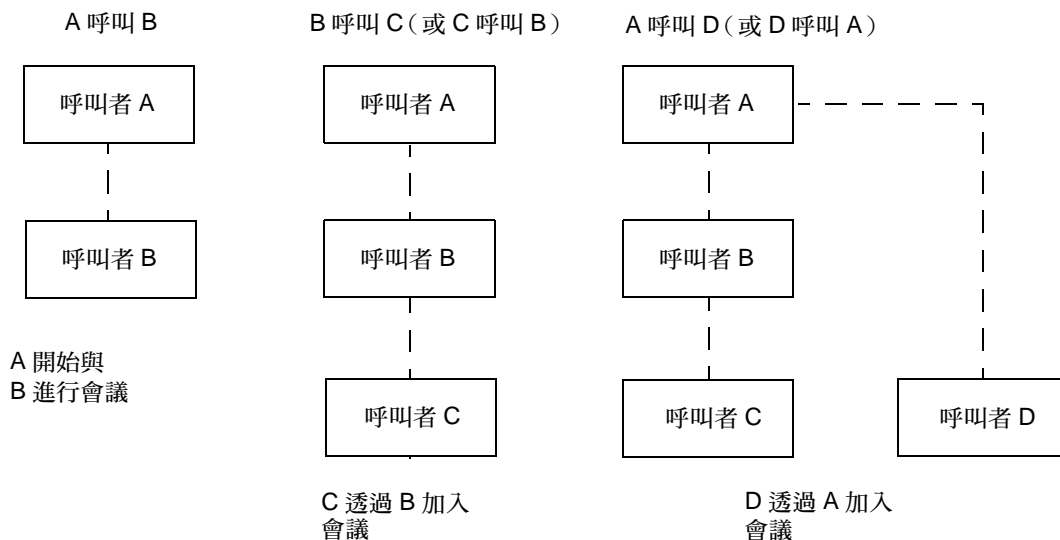 A 呼叫 B
呼叫者 A
呼叫者 B
A 開始與
B 進行會議
B 呼叫 C（或 C 呼叫 B）
呼叫者 A
呼叫者 B
呼叫者 C
C 透過 B 加入
會議
A 呼叫 D（或 D 呼叫 A）
呼叫者 A
呼叫者 B
呼叫者 C
呼叫者 D
D 透過 A 加入
會議